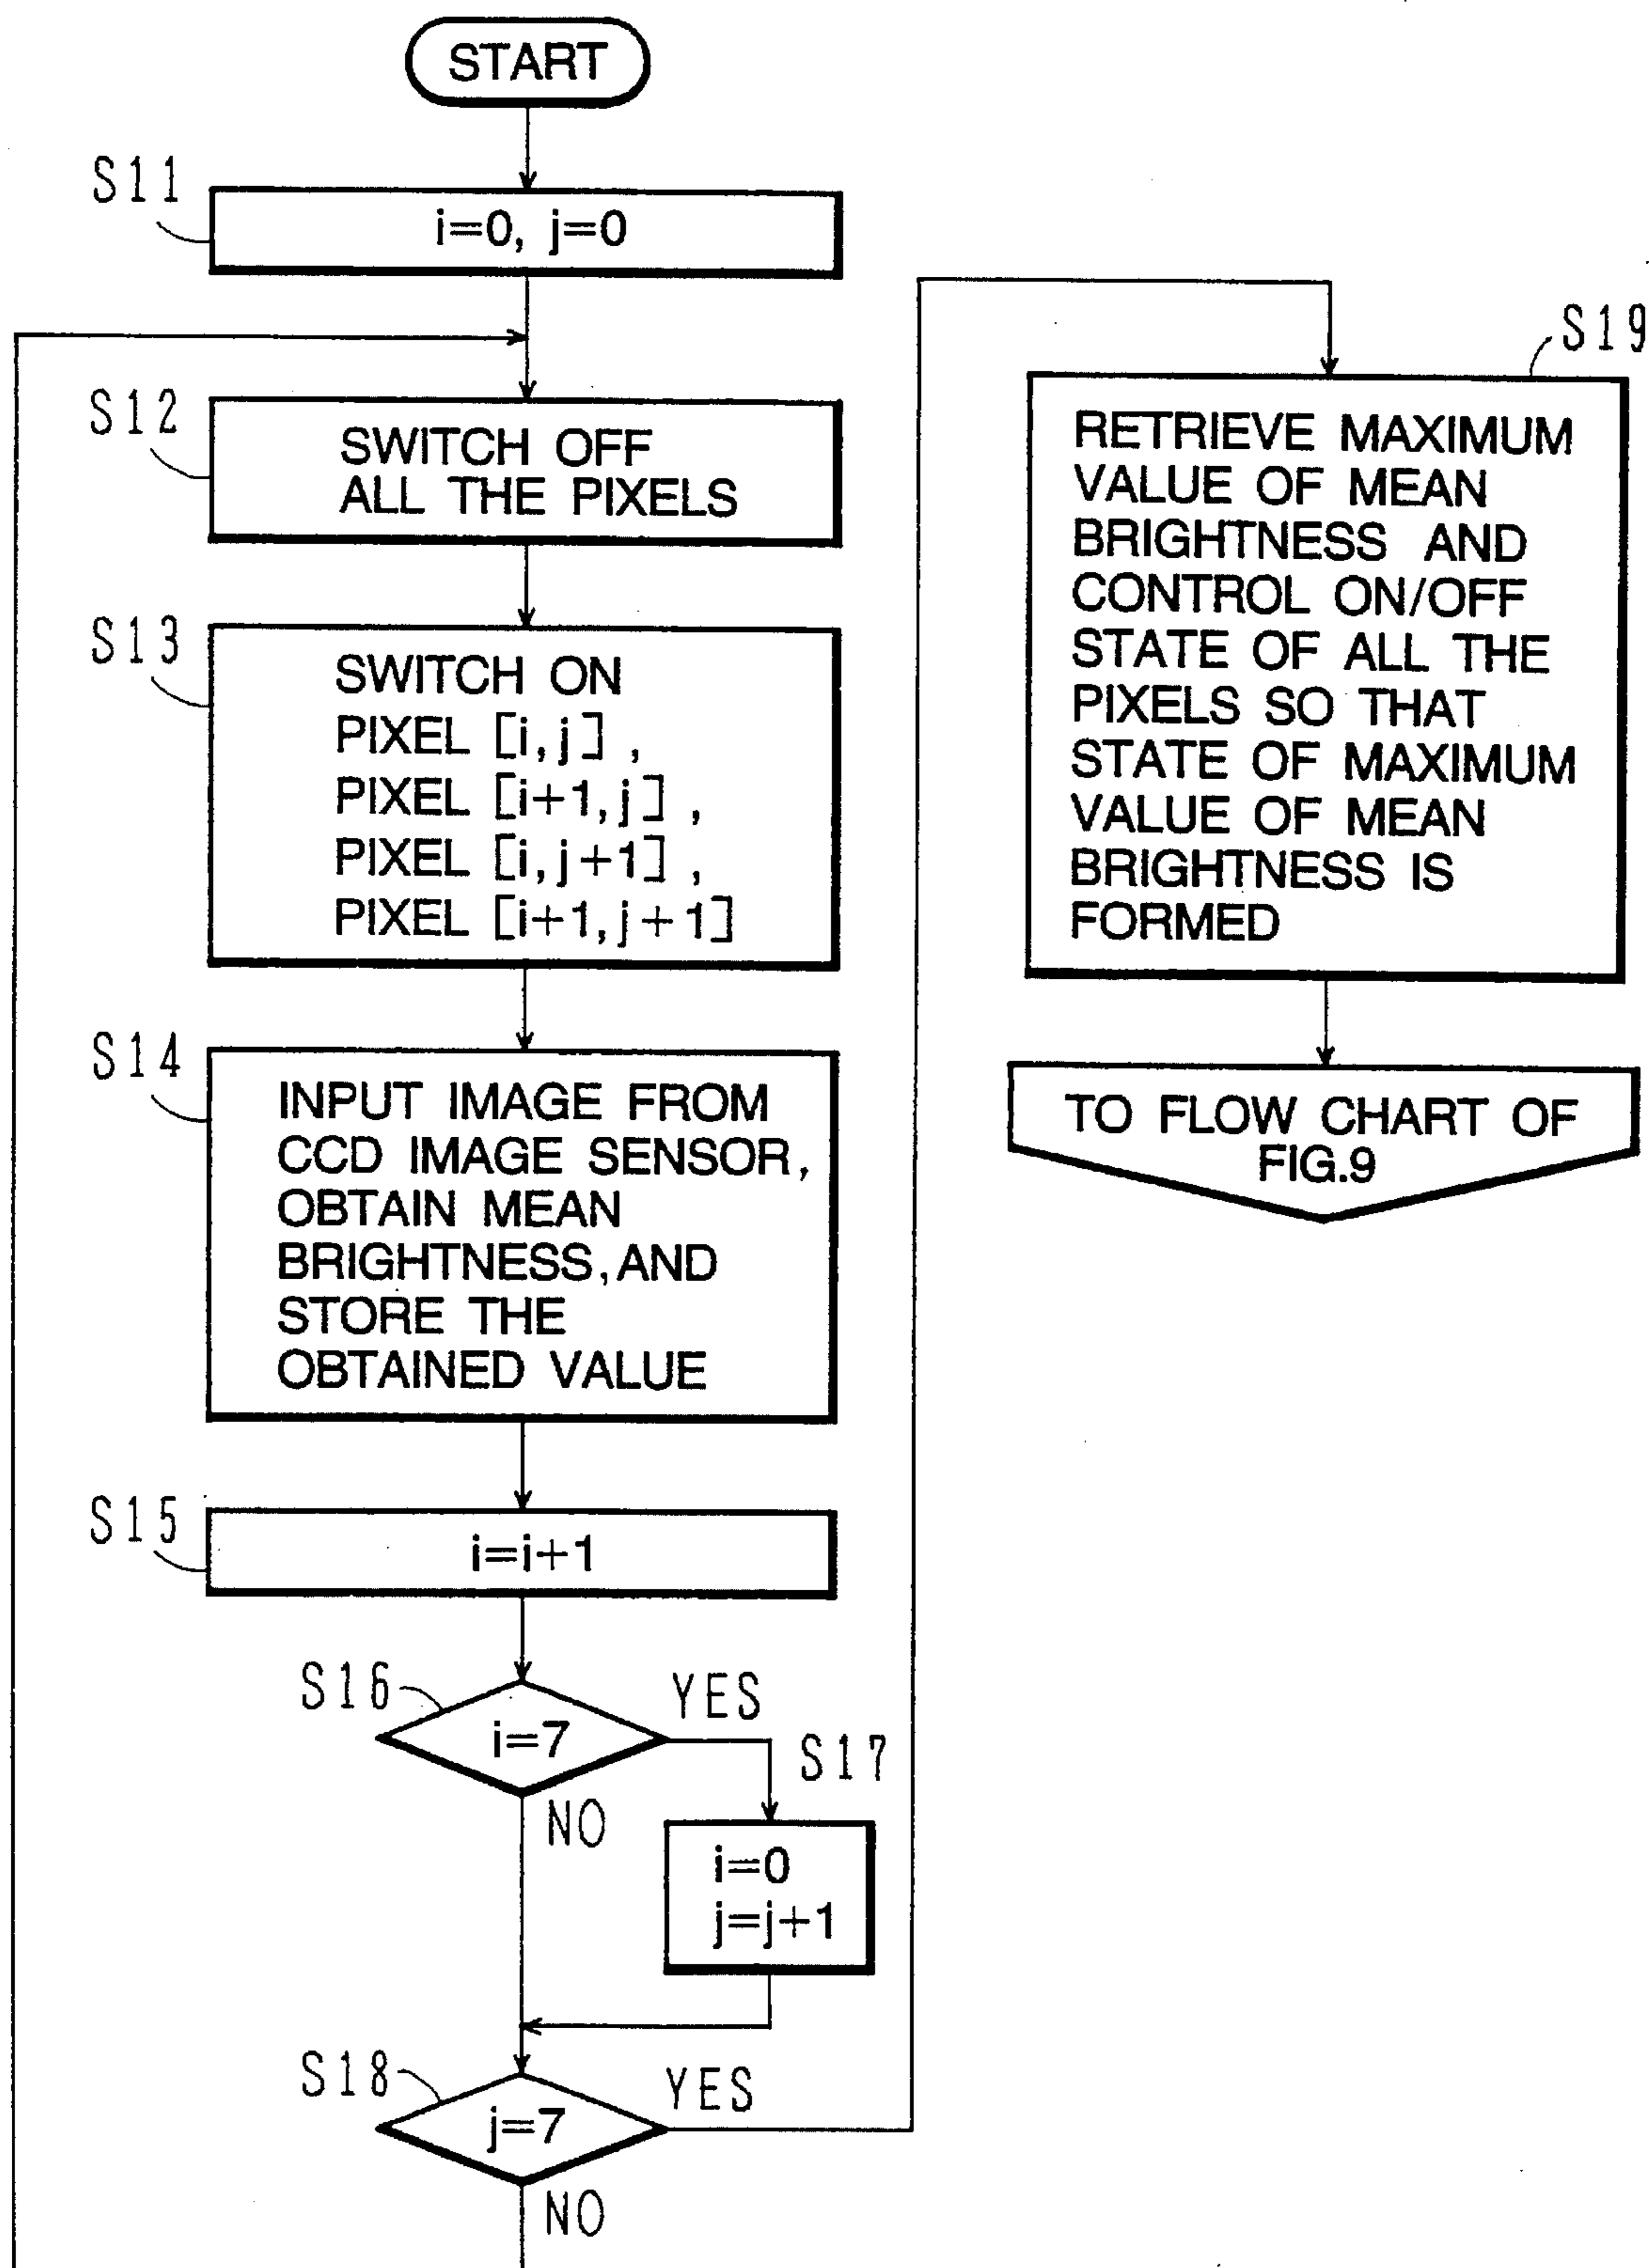 START
S11
i=0, j=0
S12
SWITCH OFF
ALL THE PIXELS
S13
SWITCH ON
PIXEL [i,j] ,
PIXEL [i+1,j] ,
PIXEL [i,j+1] ,
PIXEL [i+1,j+1]
S14
INPUT IMAGE FROM
CCD IMAGE SENSOR,
OBTAIN MEAN
BRIGHTNESS, AND
STORE THE
OBTAINED VALUE
S15
i=i+1
S16
i=7
YES
NO
S17
i=0
j=j+1
S18
j=7
YES
NO
S19
RETRIEVE MAXIMUM
VALUE OF MEAN
BRIGHTNESS AND
CONTROL ON/OFF
STATE OF ALL THE
PIXELS SO THAT
STATE OF MAXIMUM
VALUE OF MEAN
BRIGHTNESS IS
FORMED
TO FLOW CHART OF
FIG.9